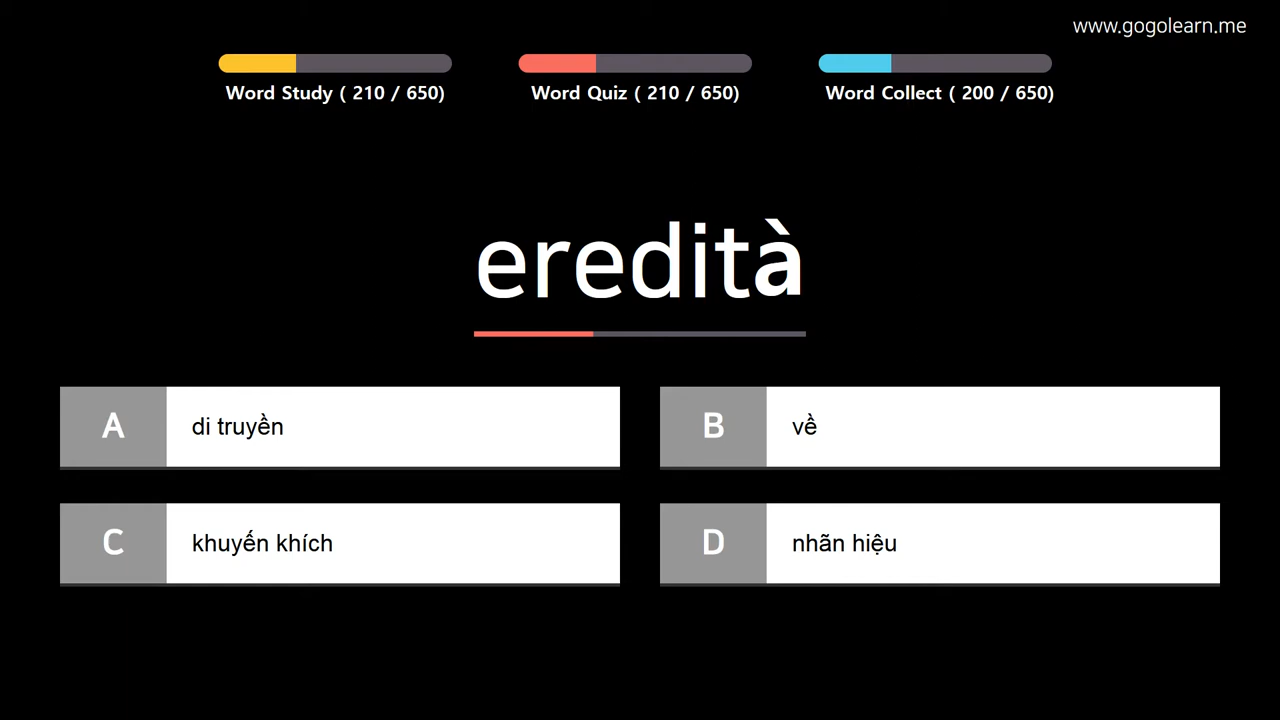 www.gogolearn.me
Word Study ( 210 / 650)
Word Quiz ( 210 / 650)
Word Collect ( 200 / 650)
eredità
A di truyền
B về
C khuyến khích
D nhãn hiệu